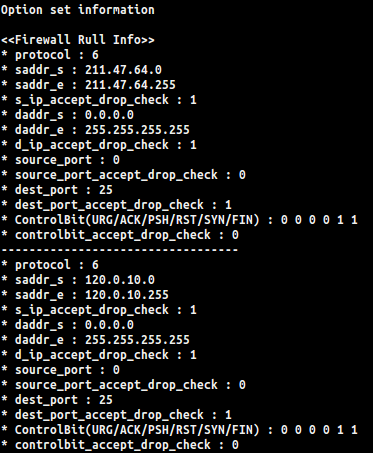 Option set information
<<Firewall Rull Info>>
* protocol : 6
* saddr_s : 211.47.64.0
* saddr_e : 211.47.64.255
* s_ip_accept_drop_check : 1
* daddr_s : 0.0.0.0
* daddr_e : 255.255.255.255
* d_ip_accept_drop_check : 1
* source_port : 0
* source_port_accept_drop_check : 0
* dest_port : 25
* dest_port_accept_drop_check : 1
* ControlBit(URG/ACK/PSH/RST/SYN/FIN) : 0 0 0 0 1 1
* controlbit_accept_drop_check : 0
----------------------------------
* protocol : 6
* saddr_s : 120.0.10.0
* saddr_e : 120.0.10.255
* s_ip_accept_drop_check : 1
* daddr_s : 0.0.0.0
* daddr_e : 255.255.255.255
* d_ip_accept_drop_check : 1
* source_port : 0
* source_port_accept_drop_check : 0
* dest_port : 25
* dest_port_accept_drop_check : 1
* ControlBit(URG/ACK/PSH/RST/SYN/FIN) : 0 0 0 0 1 1
* controlbit_accept_drop_check : 0